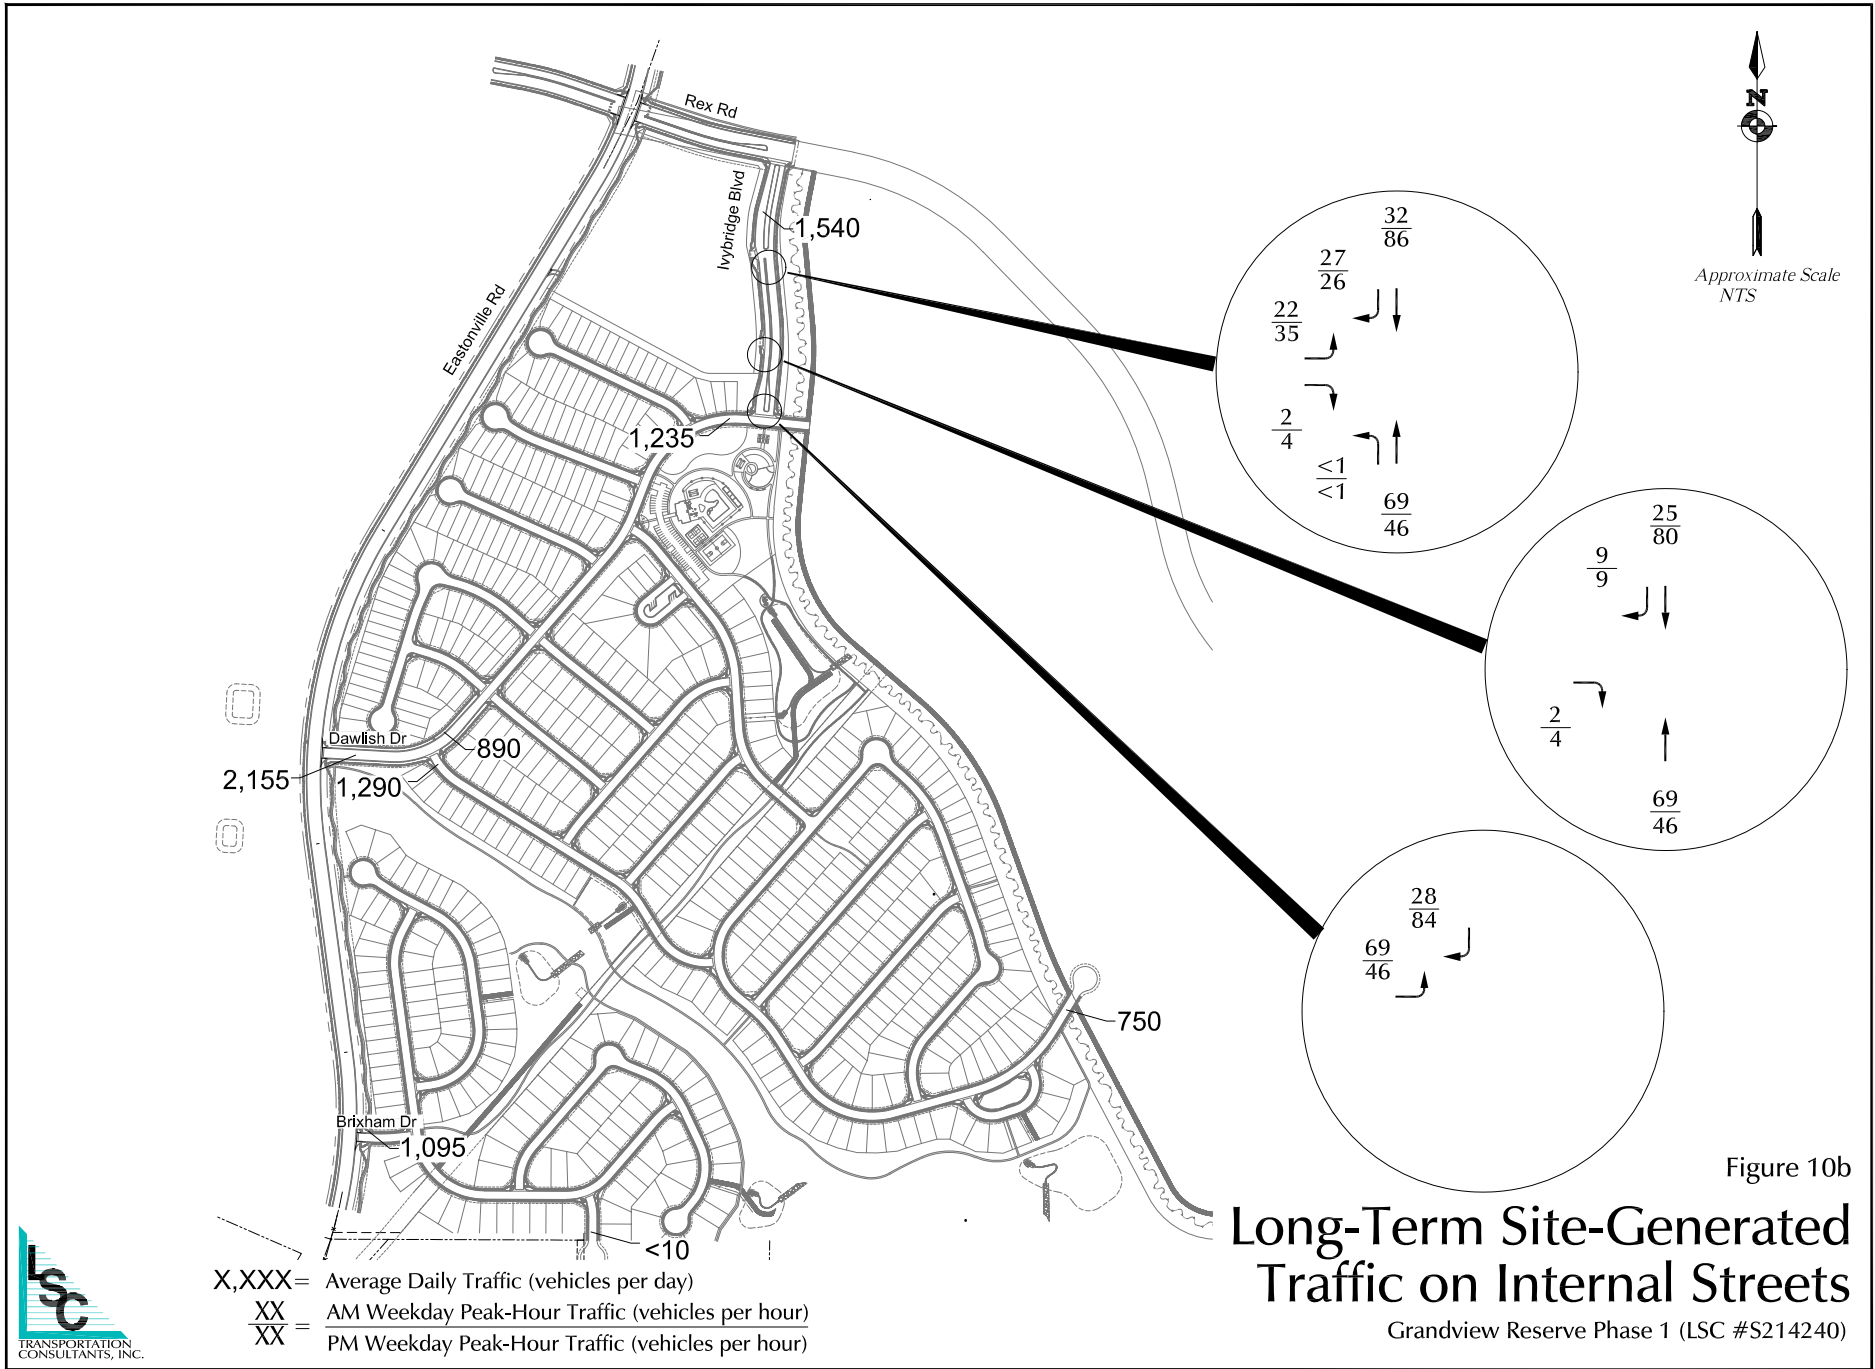 Rex Rd
N
Approximate Scale
NTS
Ivybridge Blvd
1,540
Eastonville Rd
1,235
32
86
27
26
22
35
2
4
<1
<1
69
46
25
80
9
9
2
4
69
46
28
84
69
46
Dawlish Dr
890
2,155
1,290
750
Brixham Dr
1,095
<10
X,XXX= Average Daily Traffic (vehicles per day)
XX = AM Weekday Peak-Hour Traffic (vehicles per hour)
XX PM Weekday Peak-Hour Traffic (vehicles per hour)
LSC
TRANSPORTATION
CONSULTANTS, INC.
Figure 10b
Long-Term Site-Generated
Traffic on Internal Streets
Grandview Reserve Phase 1 (LSC #S214240)